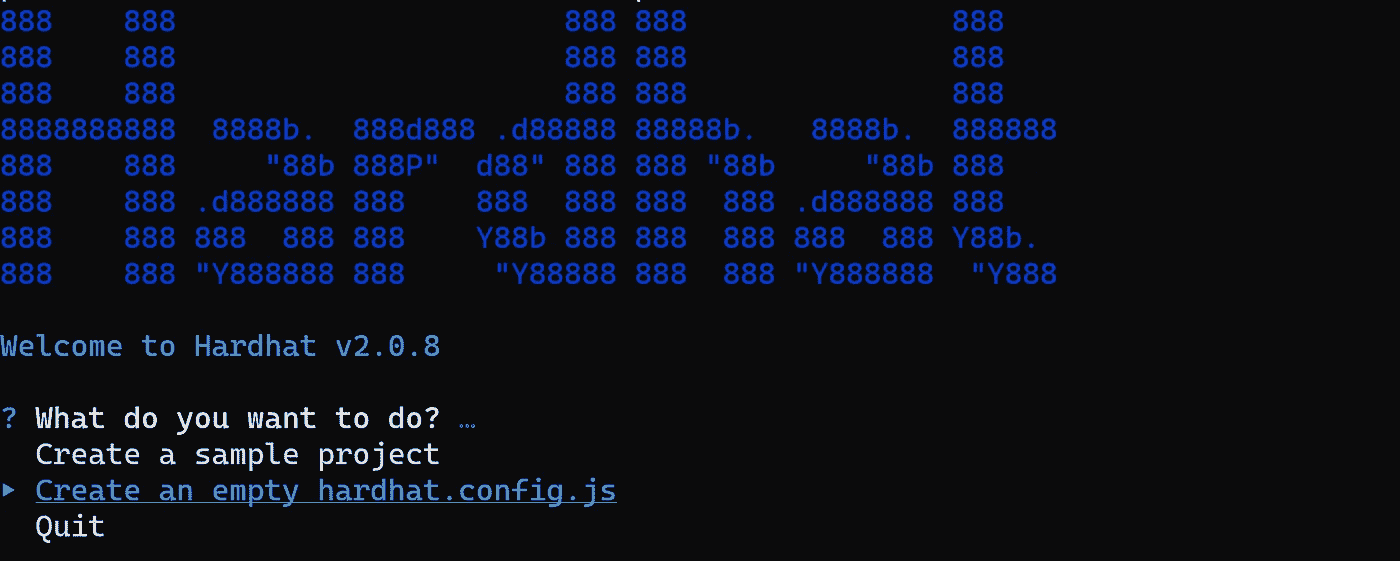 888    888                      888 888               888
888    888                      888 888               888
888    888                      888 888               888
8888888888  8888b.  888d888 .d88888 88888b.   8888b.  888888
888    888     "88b 888P"  d88" 888 888 "88b     "88b 888
888    888 .d888888 888    888  888 888  888 .d888888 888
888    888 888  888 888    Y88b 888 888  888 888  888 Y88b.
888    888 "Y888888 888     "Y88888 888  888 "Y888888  "Y888
Welcome to Hardhat v2.0.8
? What do you want to do? …
Create a sample project
▸ Create an empty hardhat.config.js
Quit